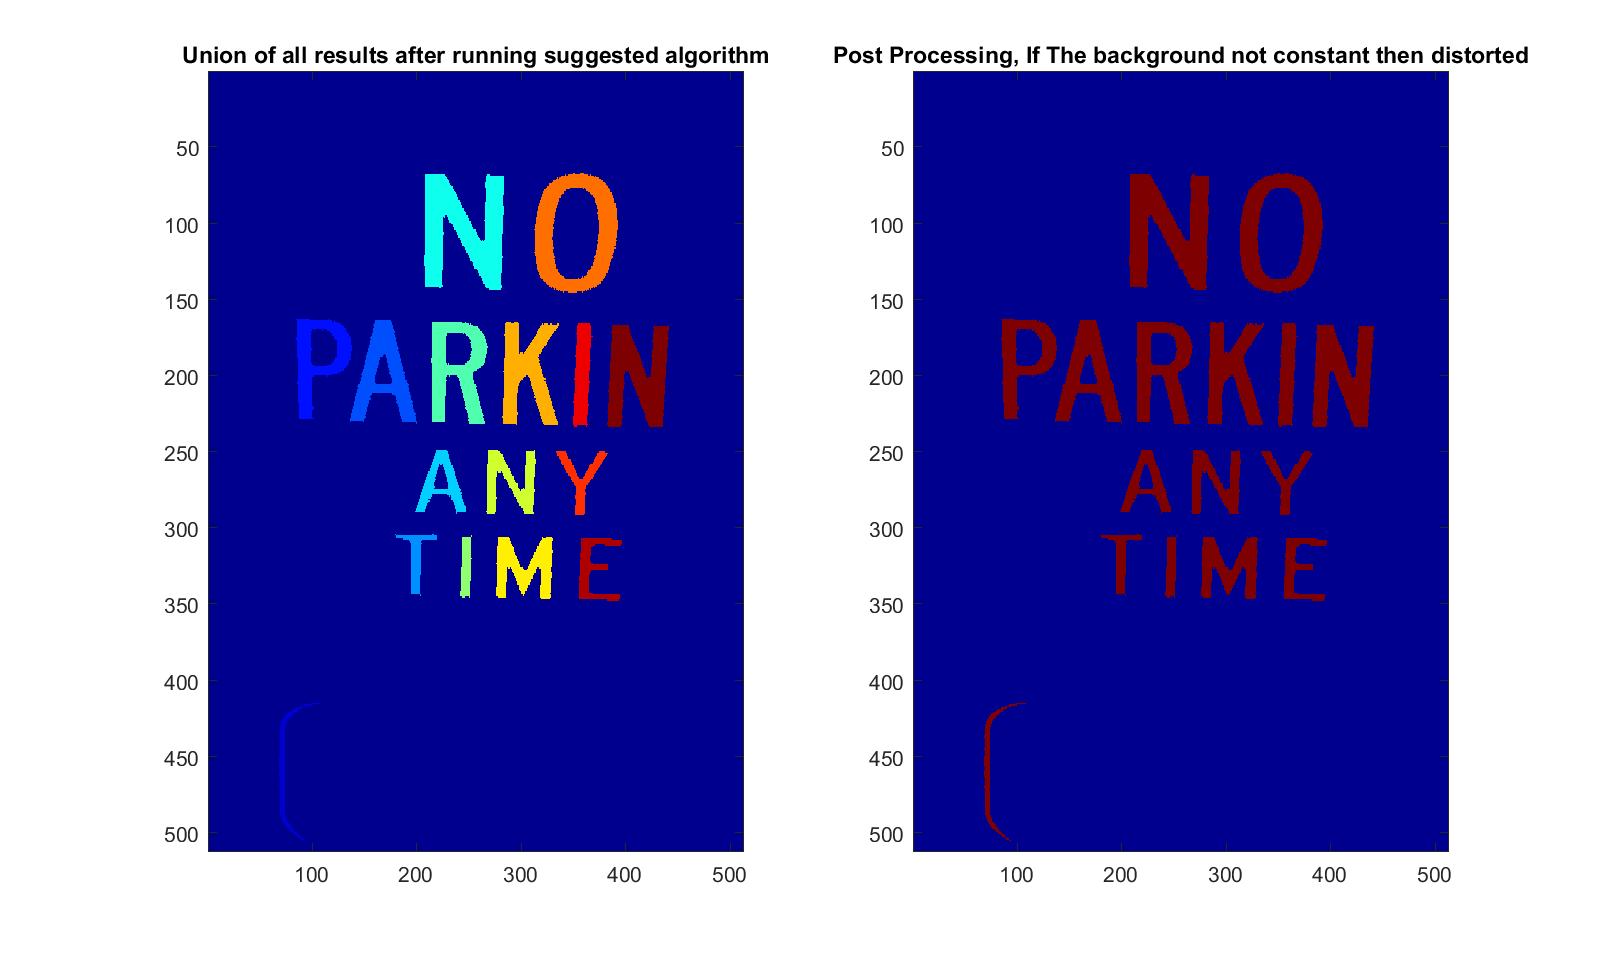 Union of all results after running suggested algorithm
50
100
150
200
250
300
350
400
450
500
100 200 300 400 500
NO
PARKIN
ANY
TIME
Post Processing, If The background not constant then distorted
50
100
150
200
250
300
350
400
450
500
100 200 300 400 500
NO
PARKIN
ANY
TIME